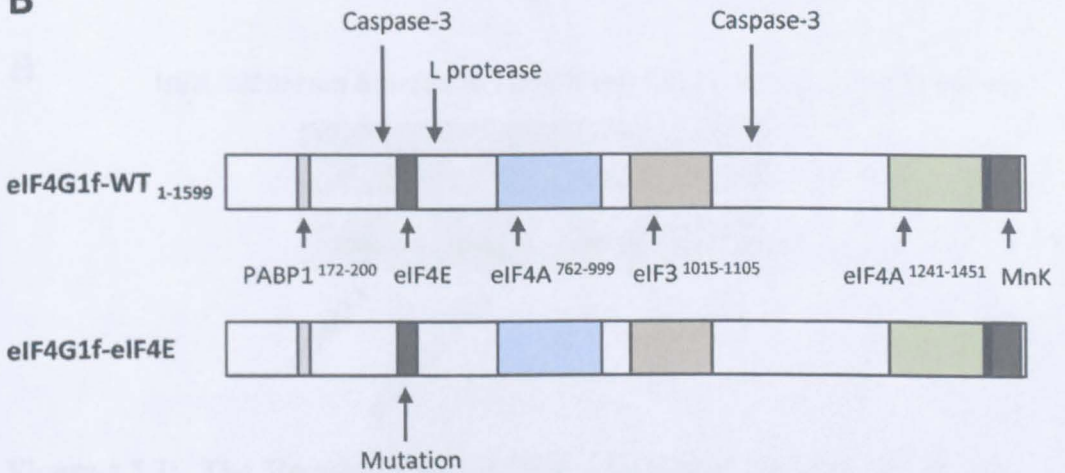 B
Caspase-3 Caspase-3
L protease
eIF4G1f-WT 1-1599
PABP1 172-200 eIF4E eIF4A 762-999 eIF3 1015-1105 eIF4A 1241-1451 MnK
eIF4G1f-eIF4E
Mutation